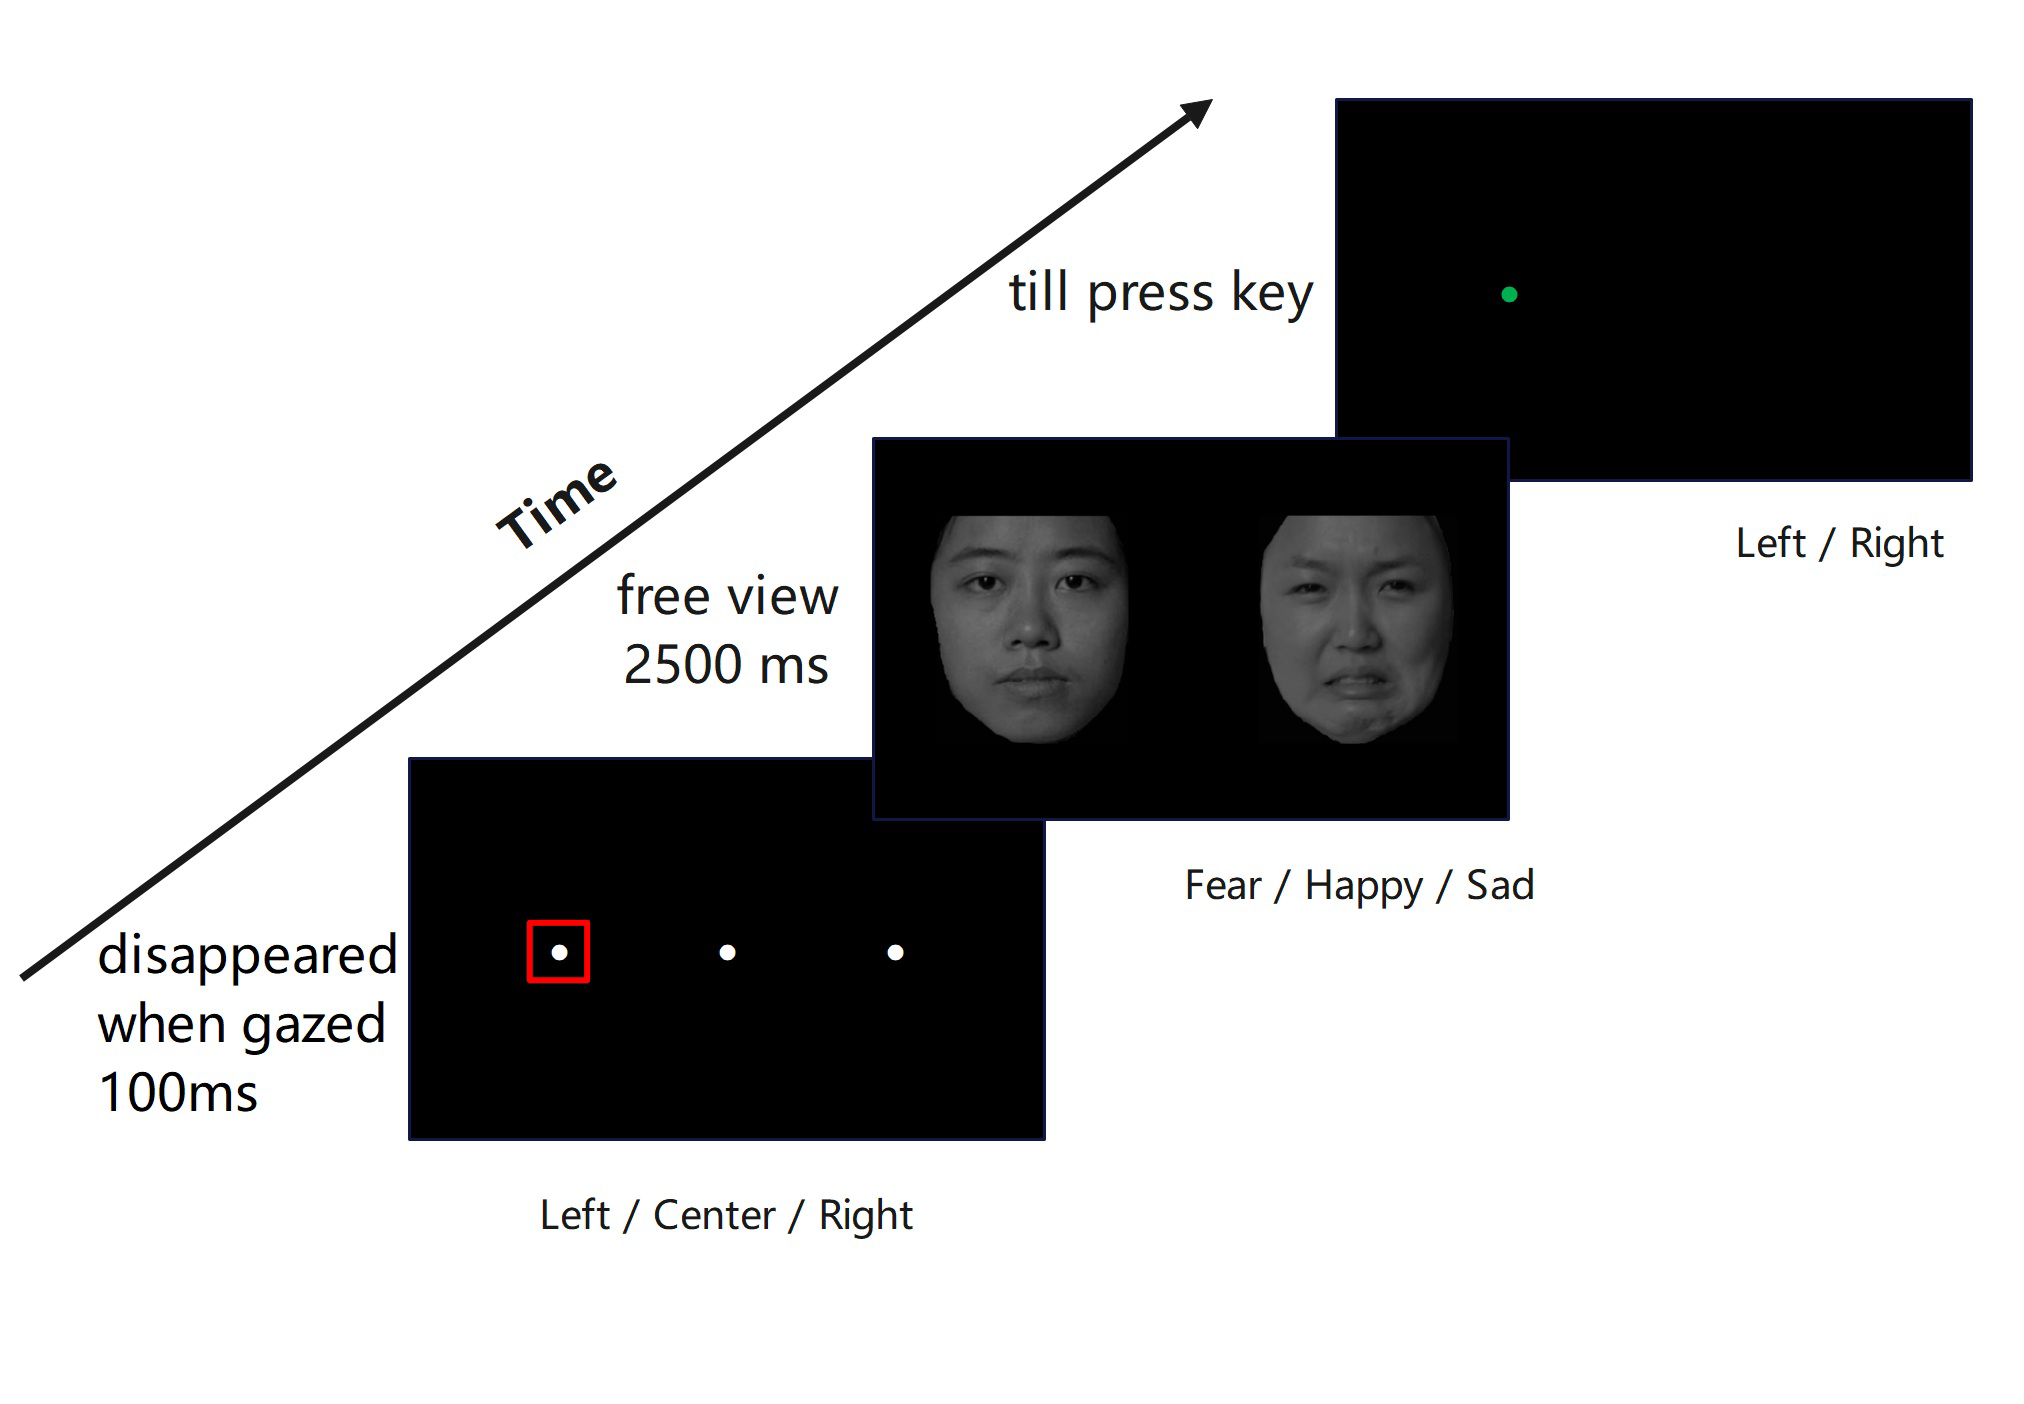 till press key
Left / Right
Time
free view
2500 ms
Fear / Happy / Sad
disappeared
when gazed
100ms
Left / Center / Right